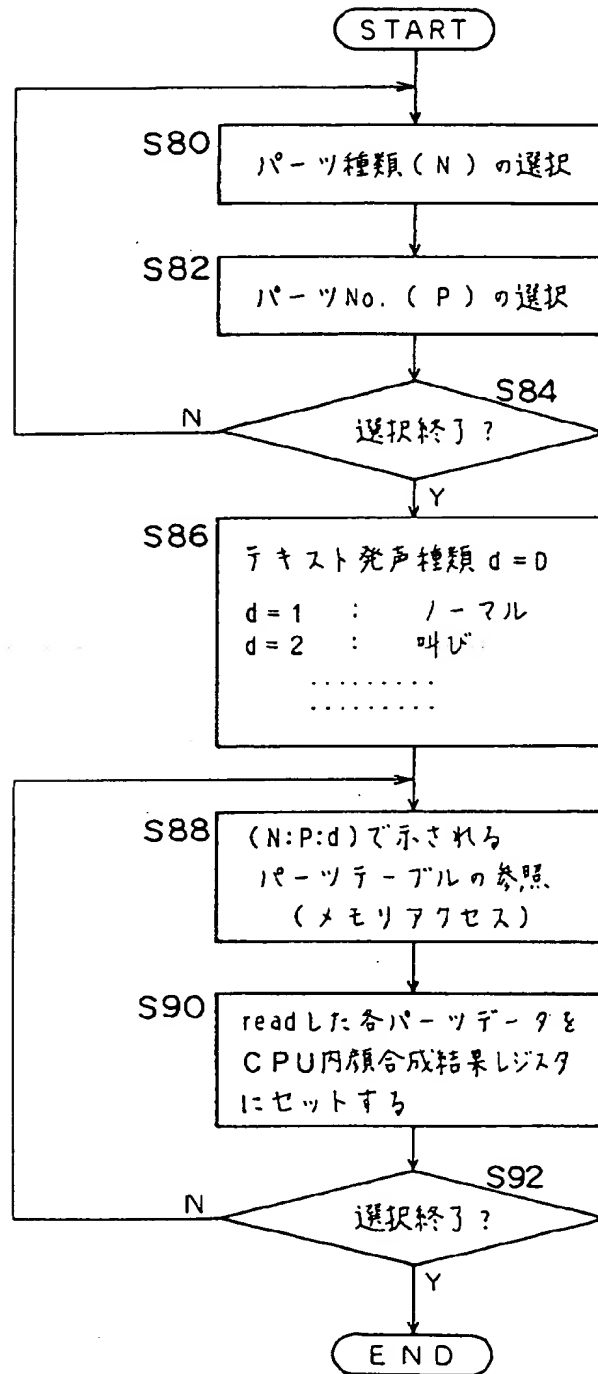 START
S80
パーツ種類(N)の選択
S82
パーツNo.(P)の選択
S84
選択終了?
N
Y
S86
テキスト発声種類 d=D
d=1 : ノーマル
d=2 : 叫び
.........
.........
S88
(N:P:d)で示される
パーツテーブルの参照
(メモリアクセス)
S90
readした各パーツデータを
CPU内顔合成結果レジスタ
にセットする
S92
選択終了?
N
Y
END